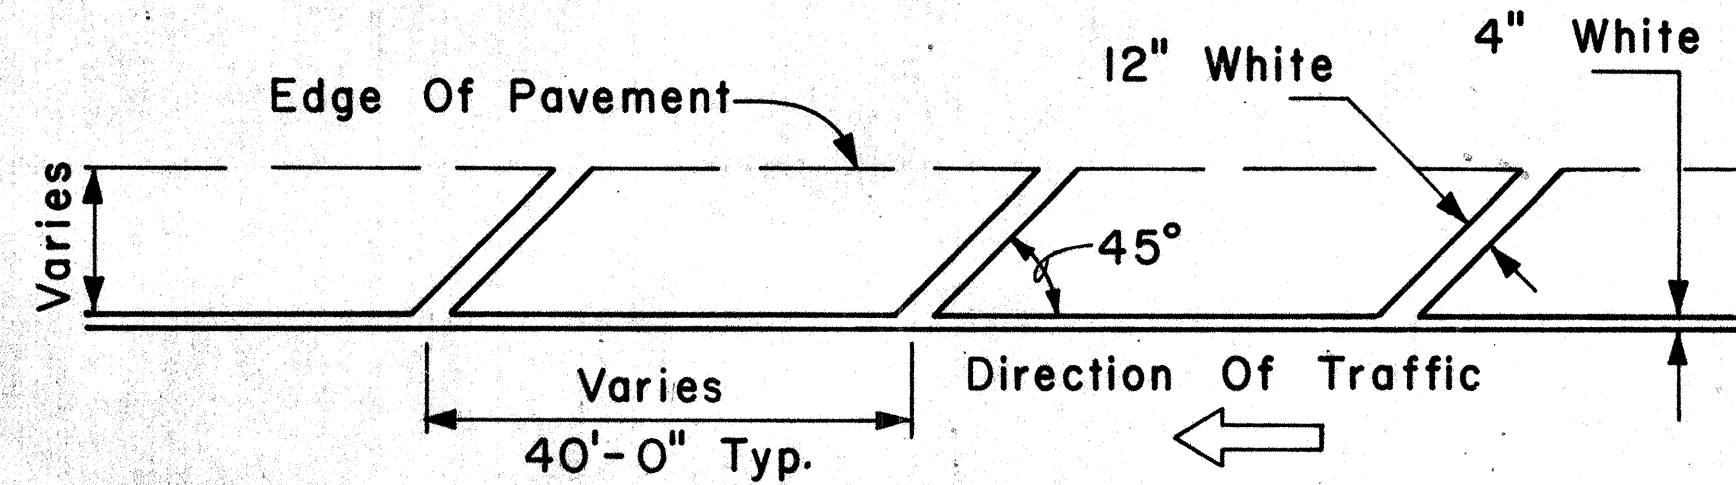 4" White
12" White
Edge Of Pavement
Varies
45°
Varies
40'-0" Typ.
Direction Of Traffic